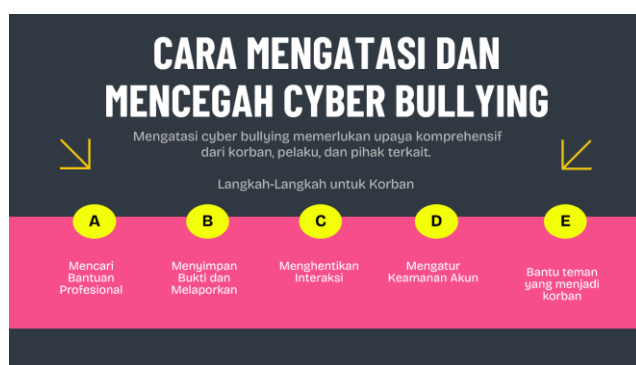 CARA MENGATASI DAN
MENCEGAH CYBER BULLYING
Mengatasi cyber bullying memerlukan upaya komprehensif
dari korban, pelaku, dan pihak terkait.
Langkah-Langkah untuk Korban
A
Mencari
Bantuan
Profesional
B
Menyimpan
Bukti dan
Melaporkan
C
Menghentikan
Interaksi
D
Mengatur
Keamanan Akun
E
Bantu teman
yang menjadi
korban